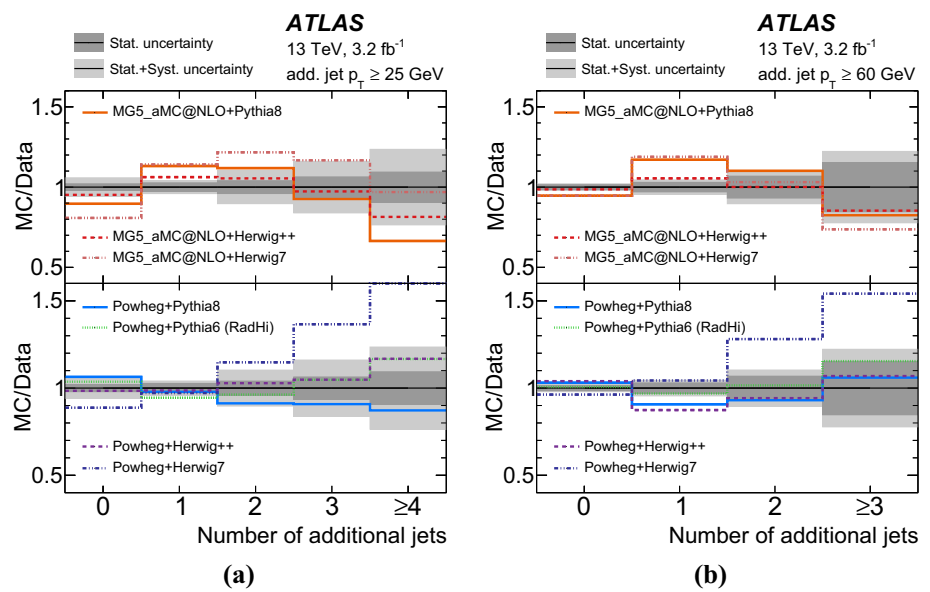 ATLAS
Stat. uncertainty
Stat.+Syst. uncertainty
13 TeV, 3.2 fb⁻¹
add. jet p_T ≥ 25 GeV
1.5
1
0.5
MC/Data
MG5_aMC@NLO+Pythia8
MG5_aMC@NLO+Herwig++
MG5_aMC@NLO+Herwig7
1.5
1
0.5
MC/Data
Powheg+Pythia8
Powheg+Pythia6 (RadHi)
Powheg+Herwig++
Powheg+Herwig7
0 1 2 3 ≥4
Number of additional jets
(a)
ATLAS
Stat. uncertainty
Stat.+Syst. uncertainty
13 TeV, 3.2 fb⁻¹
add. jet p_T ≥ 60 GeV
1.5
1
0.5
MC/Data
MG5_aMC@NLO+Pythia8
MG5_aMC@NLO+Herwig++
MG5_aMC@NLO+Herwig7
1.5
1
0.5
MC/Data
Powheg+Pythia8
Powheg+Pythia6 (RadHi)
Powheg+Herwig++
Powheg+Herwig7
0 1 2 ≥3
Number of additional jets
(b)